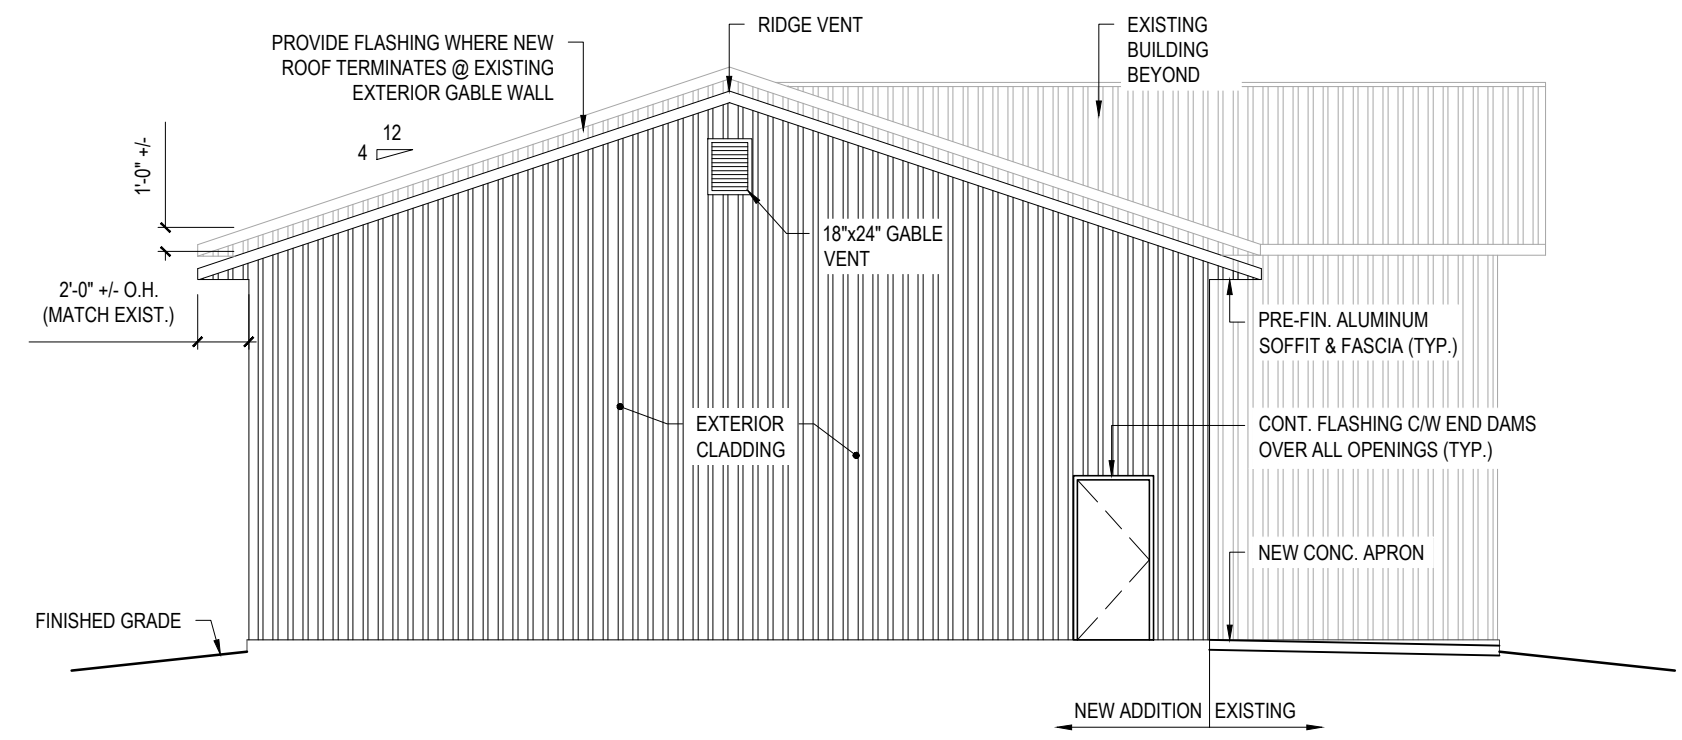 RIDGE VENT
EXISTING
BUILDING
BEYOND
PROVIDE FLASHING WHERE NEW
ROOF TERMINATES @ EXISTING
EXTERIOR GABLE WALL
12
4
1'-0" +/-
18"x24" GABLE
VENT
2'-0" +/- O.H.
(MATCH EXIST.)
PRE-FIN. ALUMINUM
SOFFIT & FASCIA (TYP.)
EXTERIOR
CLADDING
CONT. FLASHING C/W END DAMS
OVER ALL OPENINGS (TYP.)
NEW CONC. APRON
FINISHED GRADE
NEW ADDITION
EXISTING